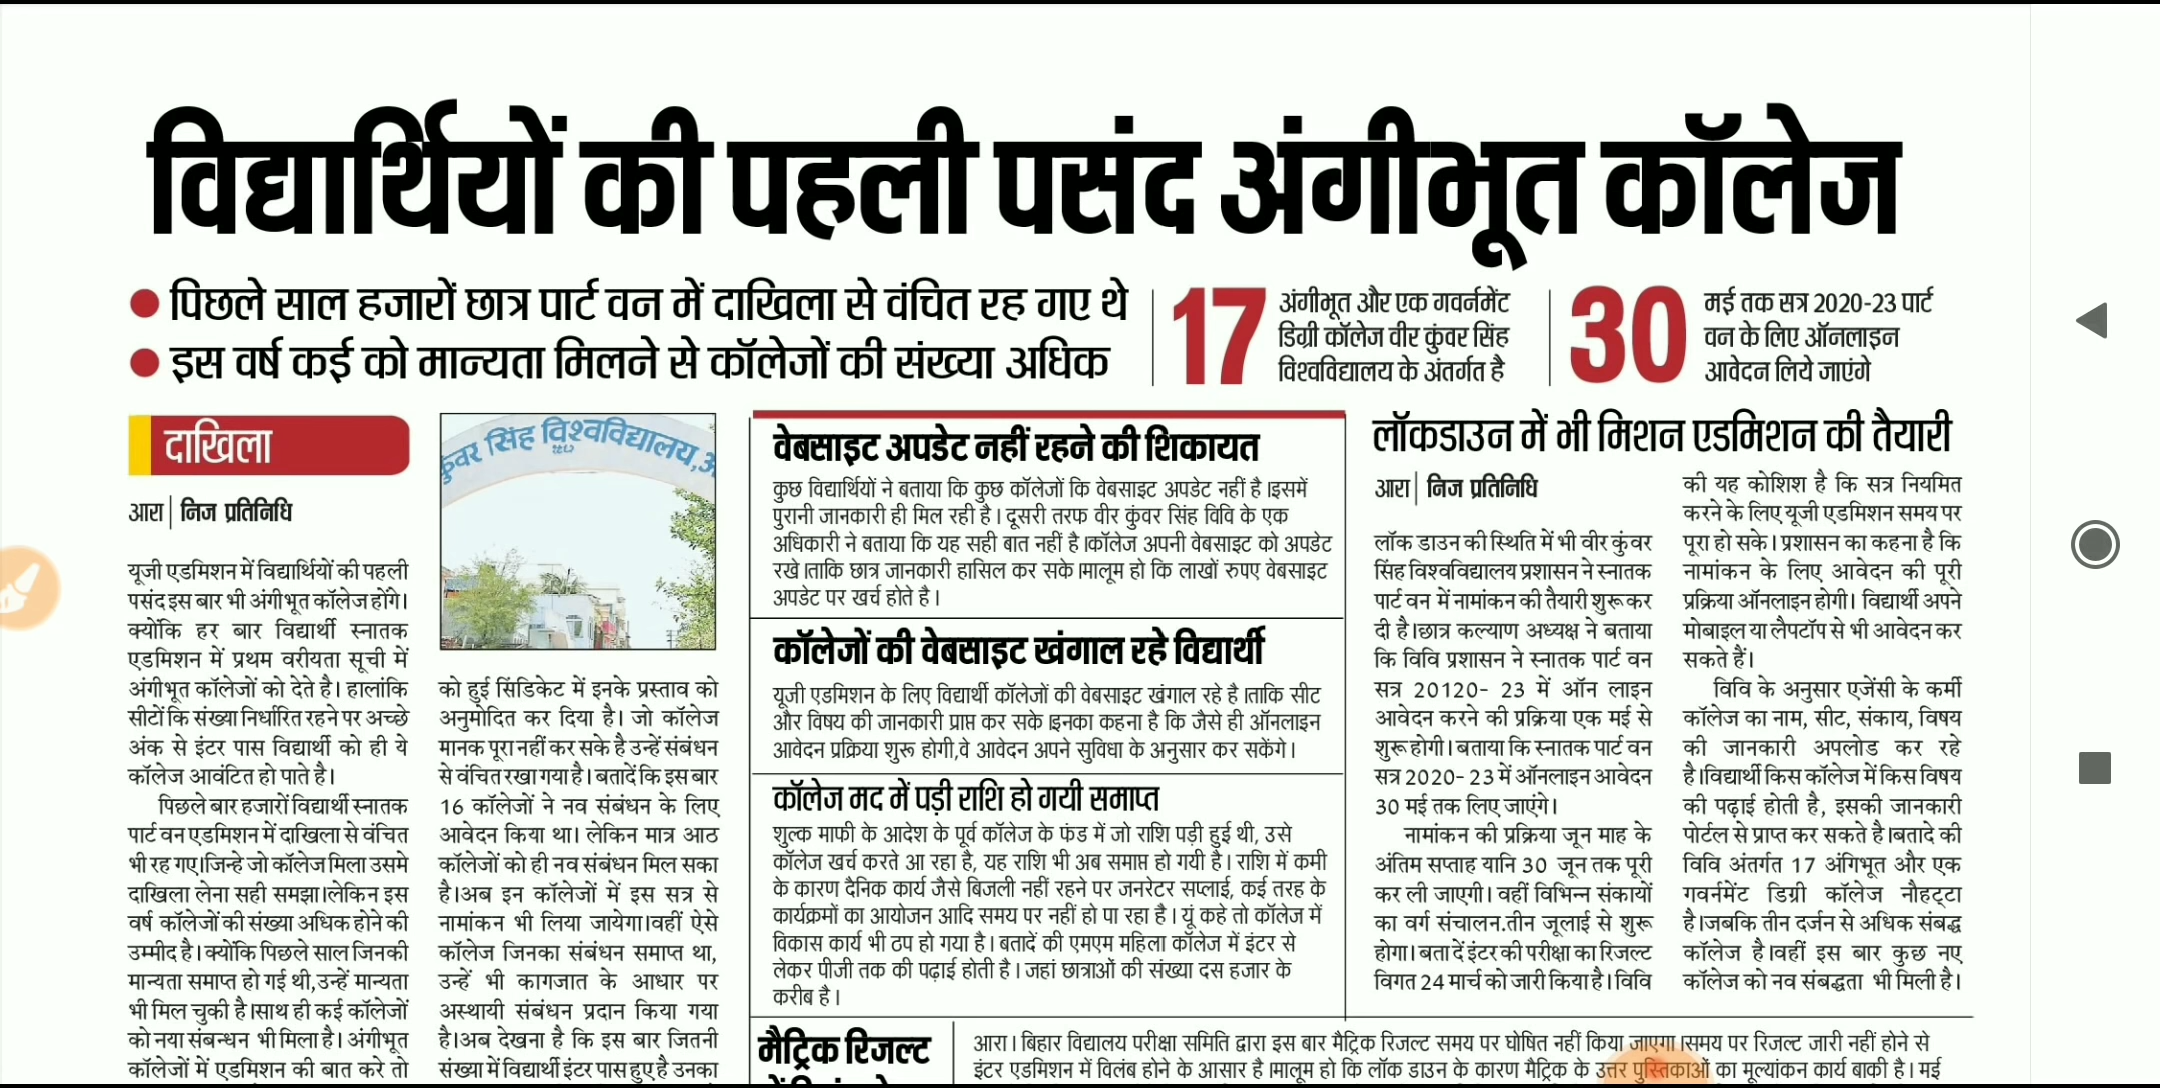 विद्यार्थियों की पहली पसंद अंगीभूत कॉलेज
● पिछले साल हजारों छात्र पार्ट वन में दाखिला से वंचित रह गए थे
● इस वर्ष कई को मान्यता मिलने से कॉलेजों की संख्या अधिक
17
अंगीभूत और एक गवर्नमेंट
डिग्री कॉलेज वीर कुंवर सिंह
विश्वविद्यालय के अंतर्गत है
30
मई तक सत्र 2020-23 पार्ट
वन के लिए ऑनलाइन
आवेदन लिये जाएंगे
दाखिला
आरा | निज प्रतिनिधि
यूजी एडमिशन में विद्यार्थियों की पहली
पसंद इस बार भी अंगीभूत कॉलेज होंगे।
क्योंकि हर बार विद्यार्थी स्नातक
एडमिशन में प्रथम वरीयता सूची में
अंगीभूत कॉलेजों को देते है। हालांकि
सीटों कि संख्या निर्धारित रहने पर अच्छे
अंक से इंटर पास विद्यार्थी को ही ये
कॉलेज आवंटित हो पाते है।
पिछले बार हजारों विद्यार्थी स्नातक
पार्ट वन एडमिशन में दाखिला से वंचित
भी रह गए।जिन्हे जो कॉलेज मिला उसमे
दाखिला लेना सही समझा।लेकिन इस
वर्ष कॉलेजों की संख्या अधिक होने की
उम्मीद है। क्योंकि पिछले साल जिनकी
मान्यता समाप्त हो गई थी,उन्हें मान्यता
भी मिल चुकी है।साथ ही कई कॉलेजों
को नया संबन्धन भी मिला है। अंगीभूत
कॉलेजों में एडमिशन की बात करे तो
कुंवर सिंह विश्वविद्यालय,
को हुई सिंडिकेट में इनके प्रस्ताव को
अनुमोदित कर दिया है। जो कॉलेज
मानक पूरा नहीं कर सके है उन्हें संबंधन
से वंचित रखा गया है। बतादें कि इस बार
16 कॉलेजों ने नव संबंधन के लिए
आवेदन किया था। लेकिन मात्र आठ
कॉलेजों को ही नव संबंधन मिल सका
है।अब इन कॉलेजों में इस सत्र से
नामांकन भी लिया जायेगा।वहीं ऐसे
कॉलेज जिनका संबंधन समाप्त था,
उन्हें भी कागजात के आधार पर
अस्थायी संबंधन प्रदान किया गया
है।अब देखना है कि इस बार जितनी
संख्या में विद्यार्थी इंटर पास हुए है उनका
वेबसाइट अपडेट नहीं रहने की शिकायत
कुछ विद्यार्थियों ने बताया कि कुछ कॉलेजों कि वेबसाइट अपडेट नहीं है।इसमें
पुरानी जानकारी ही मिल रही है। दूसरी तरफ वीर कुंवर सिंह विवि के एक
अधिकारी ने बताया कि यह सही बात नहीं है।कॉलेज अपनी वेबसाइट को अपडेट
रखे।ताकि छात्र जानकारी हासिल कर सके।मालूम हो कि लाखों रुपए वेबसाइट
अपडेट पर खर्च होते है।
कॉलेजों की वेबसाइट खंगाल रहे विद्यार्थी
यूजी एडमिशन के लिए विद्यार्थी कॉलेजों की वेबसाइट खंगाल रहे है।ताकि सीट
और विषय की जानकारी प्राप्त कर सके।इनका कहना है कि जैसे ही ऑनलाइन
आवेदन प्रक्रिया शुरू होगी,वे आवेदन अपने सुविधा के अनुसार कर सकेंगे।
कॉलेज मद में पड़ी राशि हो गयी समाप्त
शुल्क माफी के आदेश के पूर्व कॉलेज के फंड में जो राशि पड़ी हुई थी, उसे
कॉलेज खर्च करते आ रहा है, यह राशि भी अब समाप्त हो गयी है। राशि में कमी
के कारण दैनिक कार्य जैसे बिजली नहीं रहने पर जनरेटर सप्लाई, कई तरह के
कार्यक्रमों का आयोजन आदि समय पर नहीं हो पा रहा है। यूं कहे तो कॉलेज में
विकास कार्य भी ठप हो गया है। बतादें की एमएम महिला कॉलेज में इंटर से
लेकर पीजी तक की पढ़ाई होती है। जहां छात्राओं की संख्या दस हजार के
करीब है।
लॉकडाउन में भी मिशन एडमिशन की तैयारी
आरा | निज प्रतिनिधि
लॉक डाउन की स्थिति में भी वीर कुंवर
सिंह विश्वविद्यालय प्रशासन ने स्नातक
पार्ट वन में नामांकन की तैयारी शुरू कर
दी है।छात्र कल्याण अध्यक्ष ने बताया
कि विवि प्रशासन ने स्नातक पार्ट वन
सत्र 20120- 23 में ऑन लाइन
आवेदन करने की प्रक्रिया एक मई से
शुरू होगी। बताया कि स्नातक पार्ट वन
सत्र 2020- 23 में ऑनलाइन आवेदन
30 मई तक लिए जाएंगे।
नामांकन की प्रक्रिया जून माह के
अंतिम सप्ताह यानि 30 जून तक पूरी
कर ली जाएगी। वहीं विभिन्न संकायों
का वर्ग संचालन.तीन जूलाई से शुरू
होगा। बता दें इंटर की परीक्षा का रिजल्ट
विगत 24 मार्च को जारी किया है। विवि
की यह कोशिश है कि सत्र नियमित
करने के लिए यूजी एडमिशन समय पर
पूरा हो सके। प्रशासन का कहना है कि
नामांकन के लिए आवेदन की पूरी
प्रक्रिया ऑनलाइन होगी। विद्यार्थी अपने
मोबाइल या लैपटॉप से भी आवेदन कर
सकते हैं।
विवि के अनुसार एजेंसी के कर्मी
कॉलेज का नाम, सीट, संकाय, विषय
की जानकारी अपलोड कर रहे
है।विद्यार्थी किस कॉलेज में किस विषय
की पढ़ाई होती है, इसकी जानकारी
पोर्टल से प्राप्त कर सकते है।बतादे की
विवि अंतर्गत 17 अंगिभूत और एक
गवर्नमेंट डिग्री कॉलेज नौहट्टा
है।जबकि तीन दर्जन से अधिक संबद्ध
कॉलेज है।वहीं इस बार कुछ नए
कॉलेज को नव संबद्धता भी मिली है।
मैट्रिक रिजल्ट
आरा। बिहार विद्यालय परीक्षा समिति द्वारा इस बार मैट्रिक रिजल्ट समय पर घोषित नहीं किया जाएगा।समय पर रिजल्ट जारी नहीं होने से
इंटर एडमिशन में विलंब होने के आसार है।मालूम हो कि लॉक डाउन के कारण मैट्रिक के उत्तर पुस्तिकाओं का मूल्यांकन कार्य बाकी है। मई